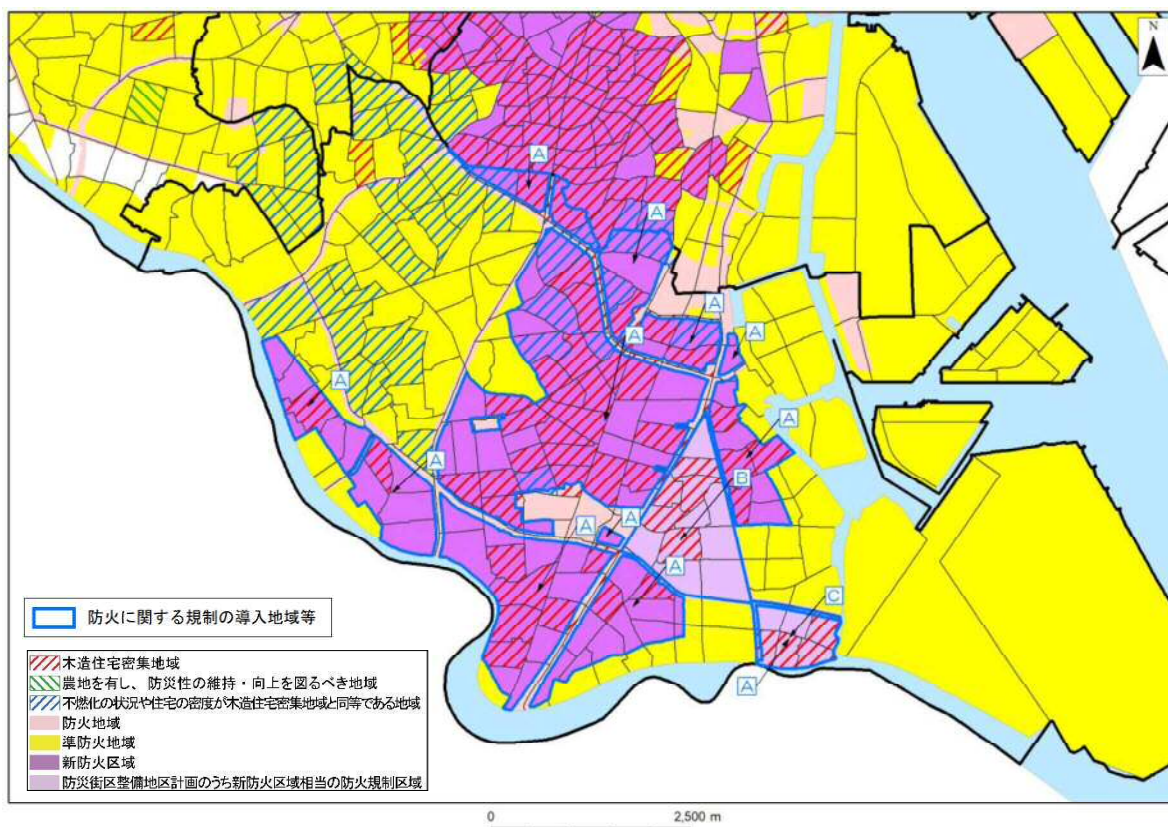 N
A
A
A
A
A
A
A
A
B
A
A
A
C
A
防火に関する規制の導入地域等
木造住宅密集地域
農地を有し、防災性の維持・向上を図るべき地域
不燃化の状況や住宅の密度が木造住宅密集地域と同等である地域
防火地域
準防火地域
新防火区域
防災街区整備地区計画のうち新防火区域相当の防火規制区域
0 2,500 m